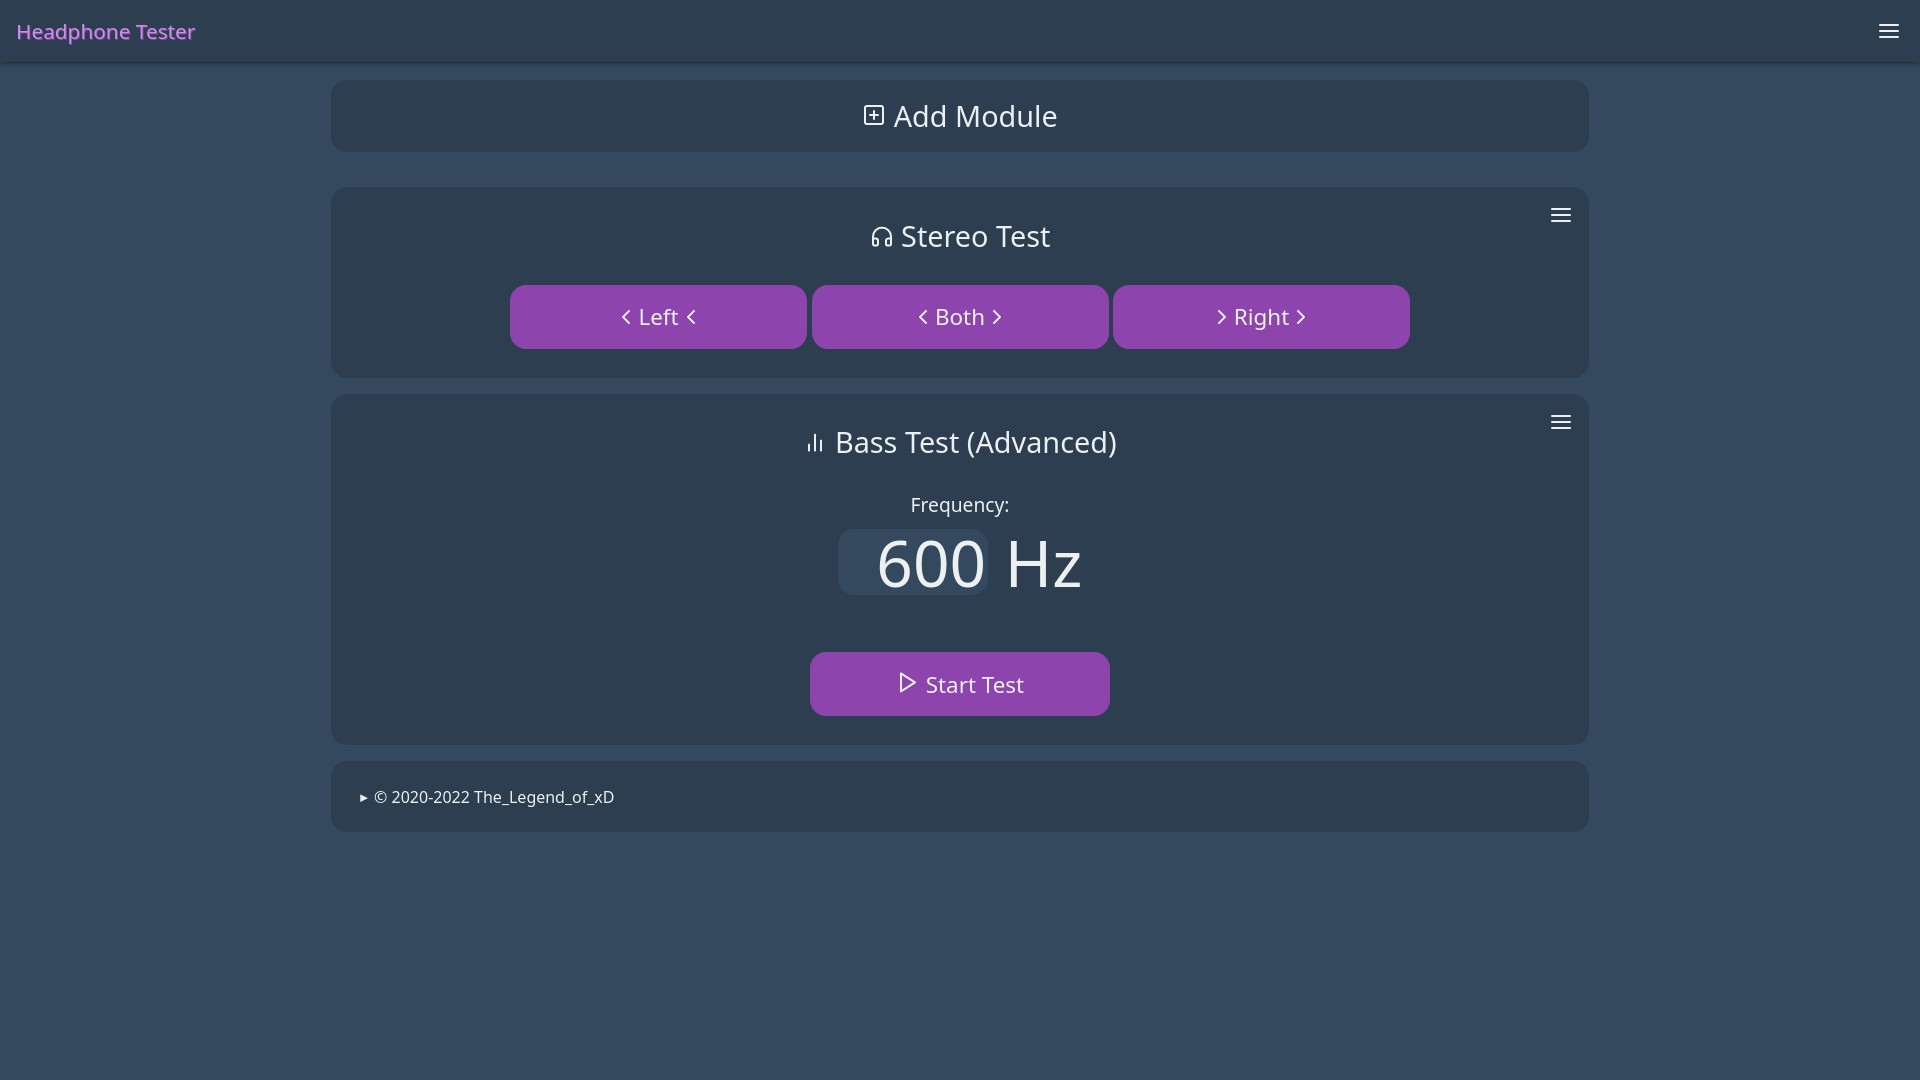 Headphone Tester
Add Module
Stereo Test
Left
Both
Right
Bass Test (Advanced)
Frequency:
600 Hz
Start Test
© 2020-2022 The_Legend_of_xD